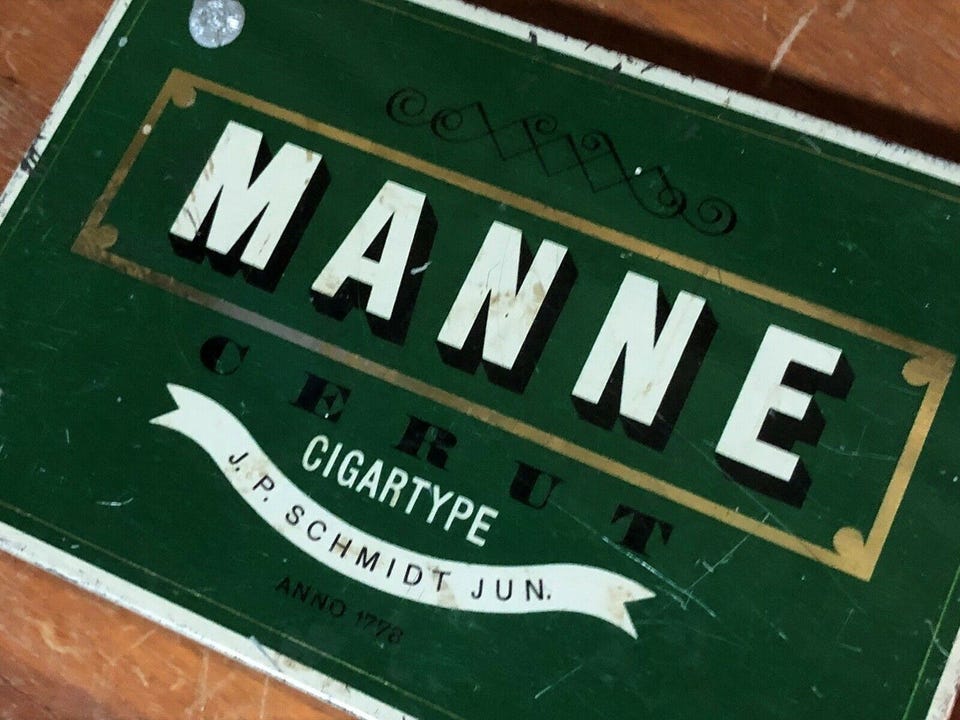 MANNE
CERUT
CIGARTYPE
J. P. SCHMIDT JUN.
ANNO 1778